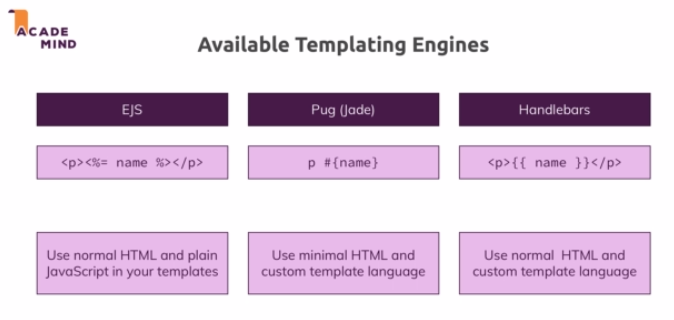 ACADE
MIND
Available Templating Engines
EJS
Pug (Jade)
Handlebars
<p><%= name %></p>
p #{name}
<p>{{ name }}</p>
Use normal HTML and plain
JavaScript in your templates
Use minimal HTML and
custom template language
Use normal HTML and
custom template language